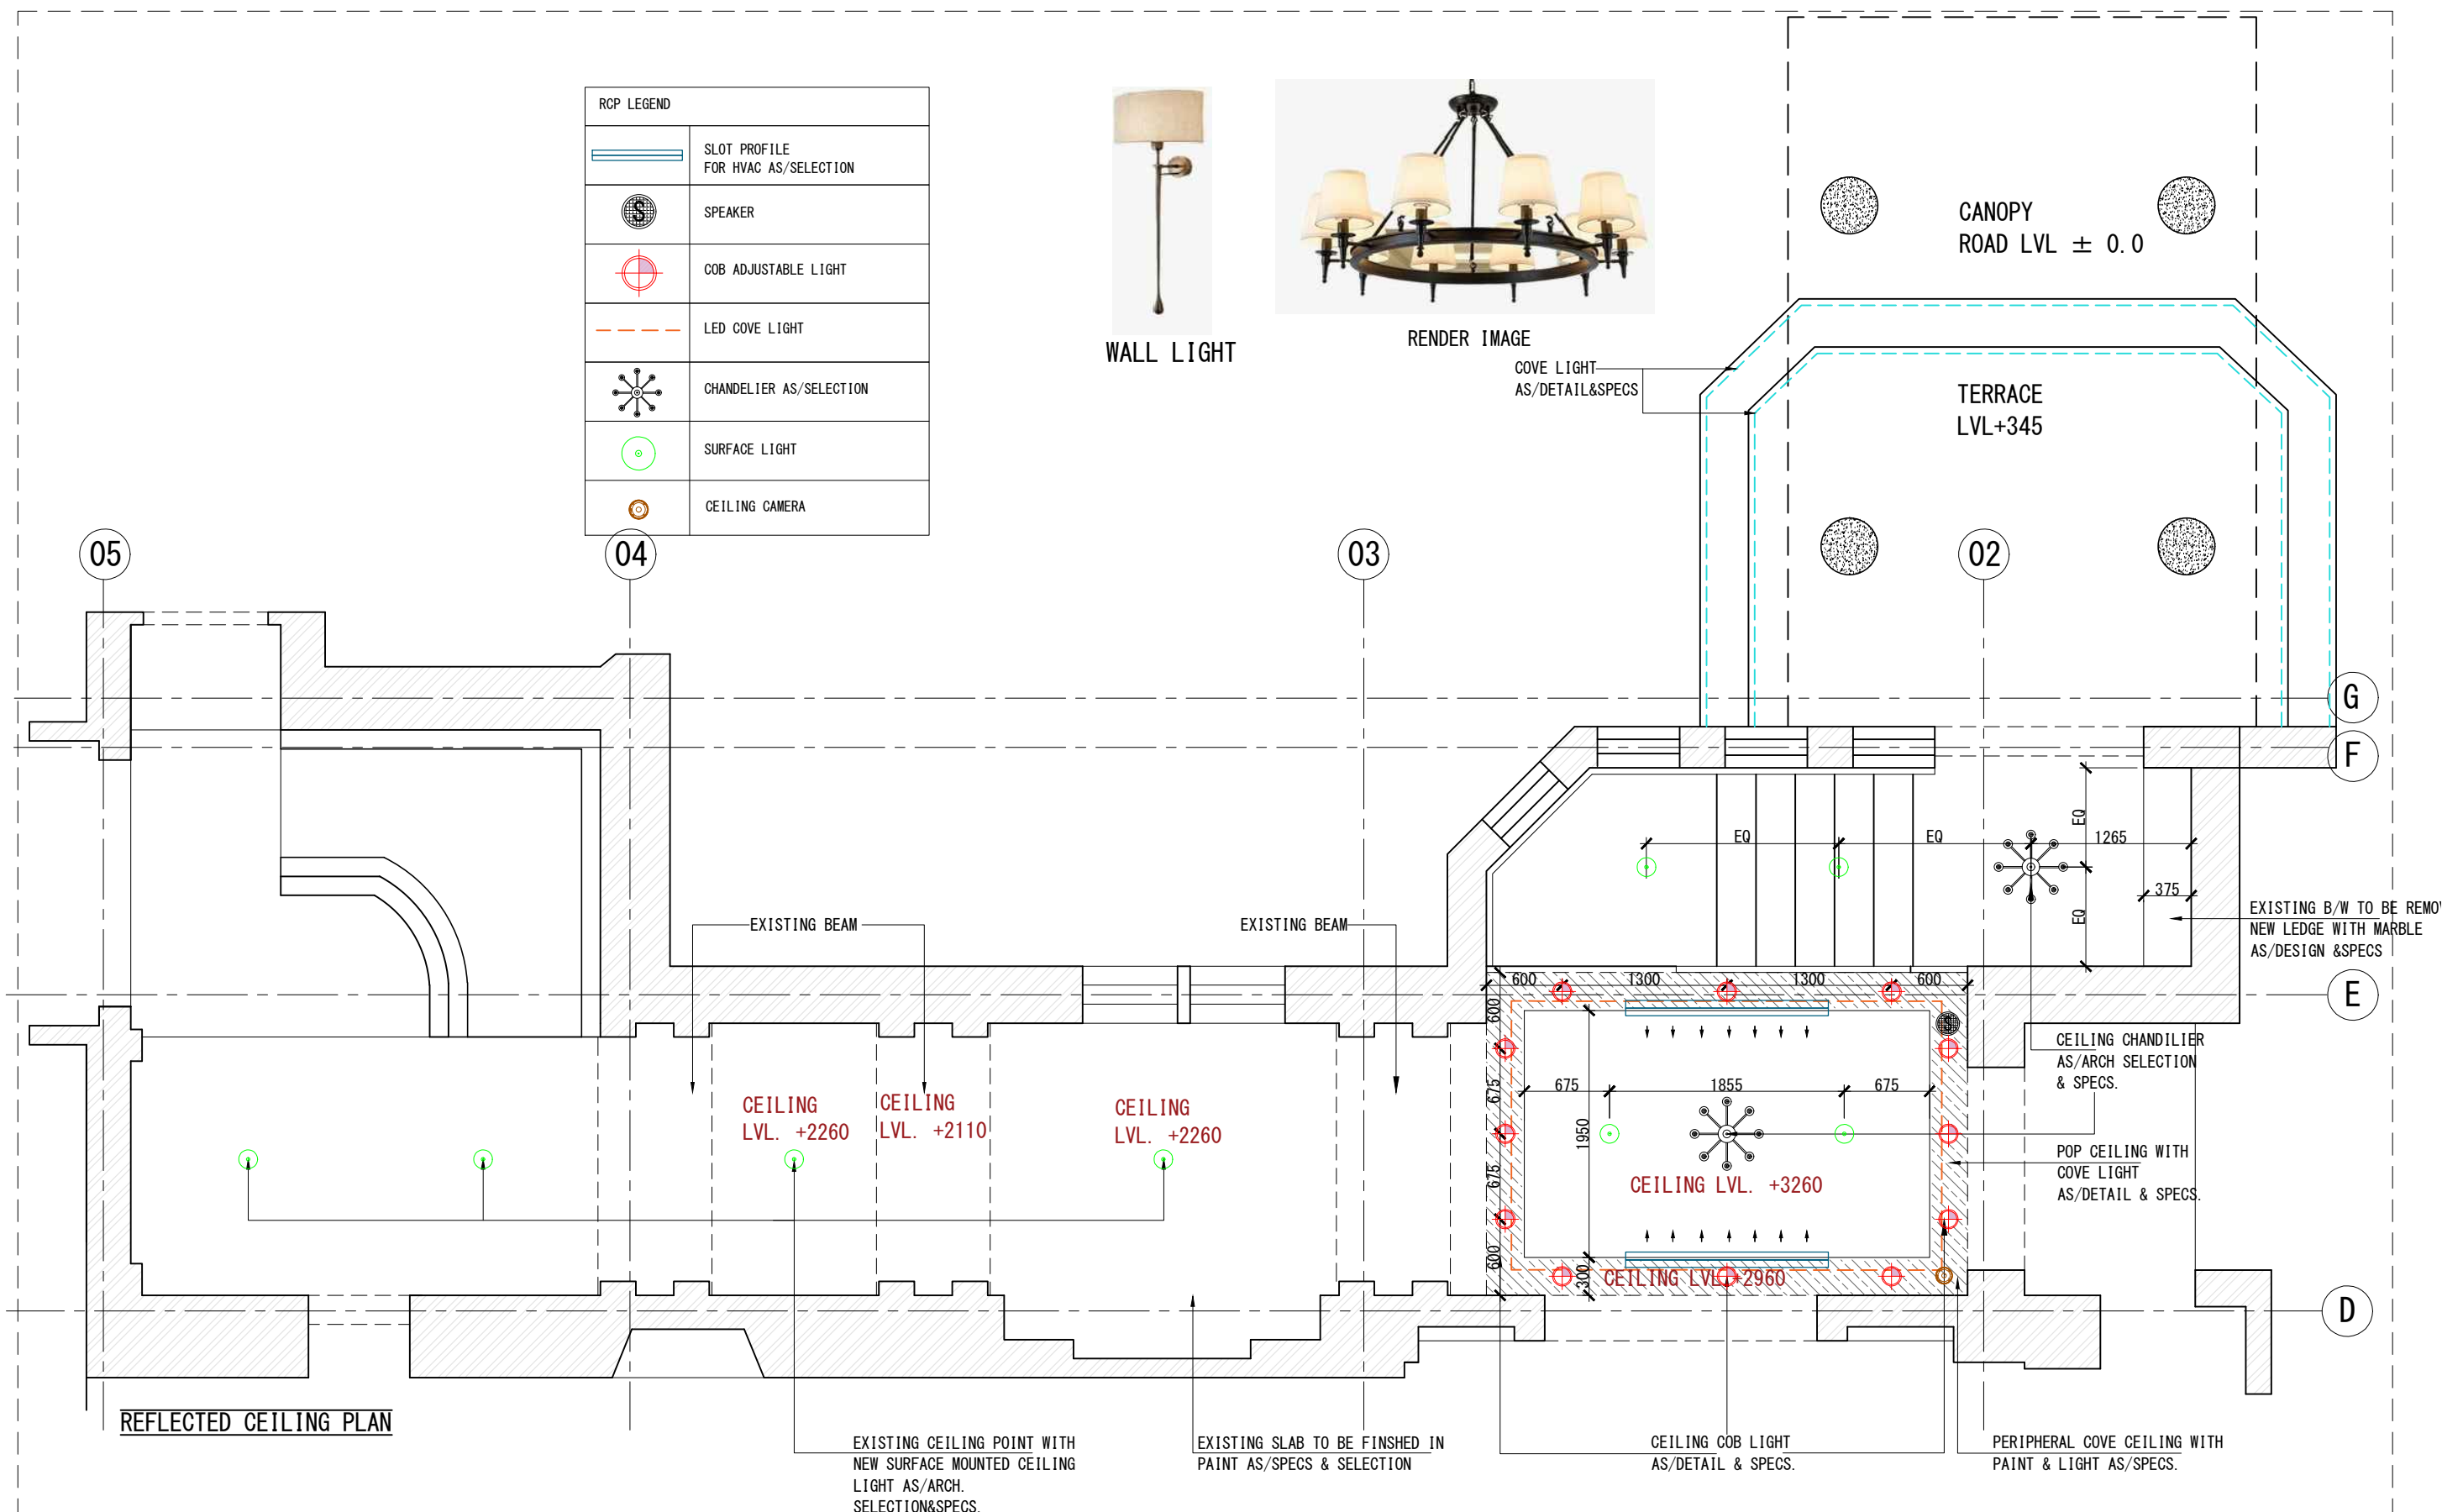 RCP LEGEND
SLOT PROFILE
FOR HVAC AS/SELECTION
S
SPEAKER
COB ADJUSTABLE LIGHT
LED COVE LIGHT
CHANDELIER AS/SELECTION
SURFACE LIGHT
CEILING CAMERA
WALL LIGHT
RENDER IMAGE
CANOPY
ROAD LVL ± 0.0
COVE LIGHT
AS/DETAIL&SPECS
TERRACE
LVL+345
05
04
03
02
G
F
E
D
EQ
EQ
EQ
EQ
1265
375
EXISTING B/W TO BE REMO
NEW LEDGE WITH MARBLE
AS/DESIGN &SPECS
EXISTING BEAM
EXISTING BEAM
600
1300
1300
600
600
675
675
600
S
CEILING CHANDILIER
AS/ARCH SELECTION
& SPECS.
675
1855
675
1950
300
CEILING
LVL. +2260
CEILING
LVL. +2110
CEILING
LVL. +2260
CEILING LVL. +3260
CEILING LVL.+2960
POP CEILING WITH
COVE LIGHT
AS/DETAIL & SPECS.
REFLECTED CEILING PLAN
EXISTING CEILING POINT WITH
NEW SURFACE MOUNTED CEILING
LIGHT AS/ARCH.
SELECTION&SPECS.
EXISTING SLAB TO BE FINSHED IN
PAINT AS/SPECS & SELECTION
CEILING COB LIGHT
AS/DETAIL & SPECS.
PERIPHERAL COVE CEILING WITH
PAINT & LIGHT AS/SPECS.